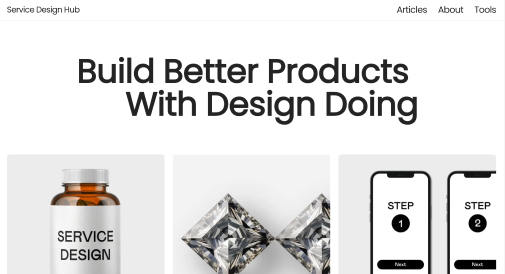 Service Design Hub
Articles
About
Tools
Build Better Products
With Design Doing
SERVICE
DESIGN
STEP
1
Next
STEP
2
Next